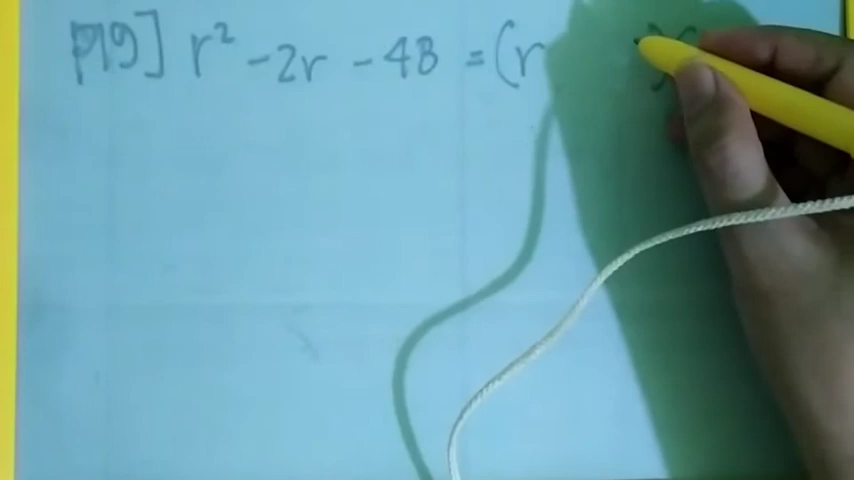 P19] r² - 2r - 48 = (r )(